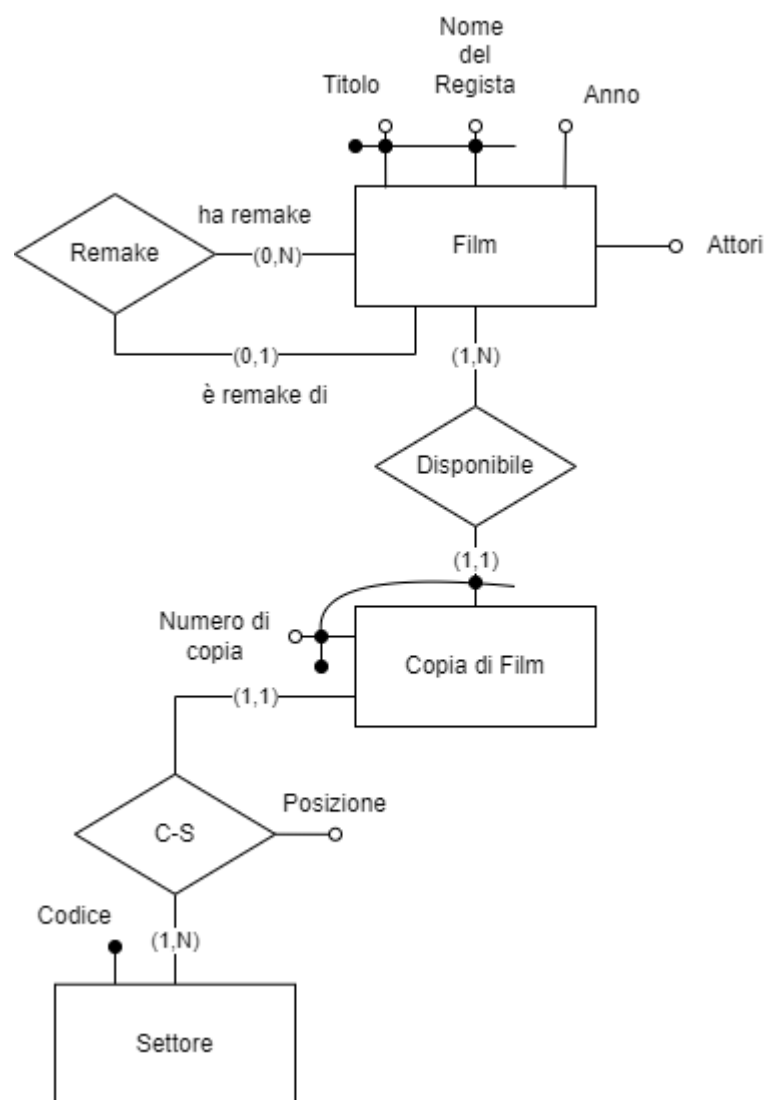 Nome
del
Regista
Titolo
Anno
ha remake
Remake
(0,N)
Film
Attori
(0,1)
(1,N)
è remake di
Disponibile
(1,1)
Numero di
copia
Copia di Film
(1,1)
Posizione
C-S
Codice
(1,N)
Settore